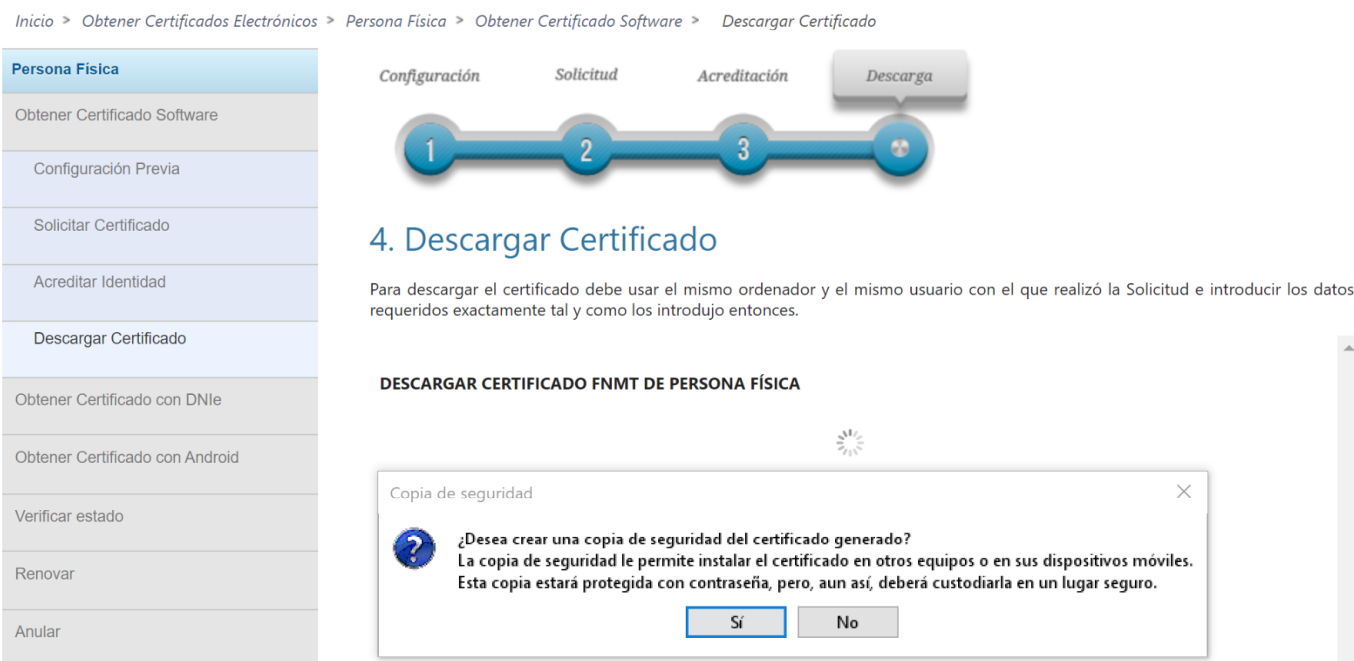 Inicio > Obtener Certificados Electrónicos > Persona Física > Obtener Certificado Software > Descargar Certificado
Persona Física
Obtener Certificado Software
Configuración Previa
Solicitar Certificado
Acreditar Identidad
Descargar Certificado
Obtener Certificado con DNIe
Obtener Certificado con Android
Verificar estado
Renovar
Anular
Configuración Solicitud Acreditación Descarga
1 2 3
4. Descargar Certificado
Para descargar el certificado debe usar el mismo ordenador y el mismo usuario con el que realizó la Solicitud e introducir los datos
requeridos exactamente tal y como los introdujo entonces.
DESCARGAR CERTIFICADO FNMT DE PERSONA FÍSICA
Copia de seguridad
¿Desea crear una copia de seguridad del certificado generado?
La copia de seguridad le permite instalar el certificado en otros equipos o en sus dispositivos móviles.
Esta copia estará protegida con contraseña, pero, aun así, deberá custodiarla en un lugar seguro.
Sí No